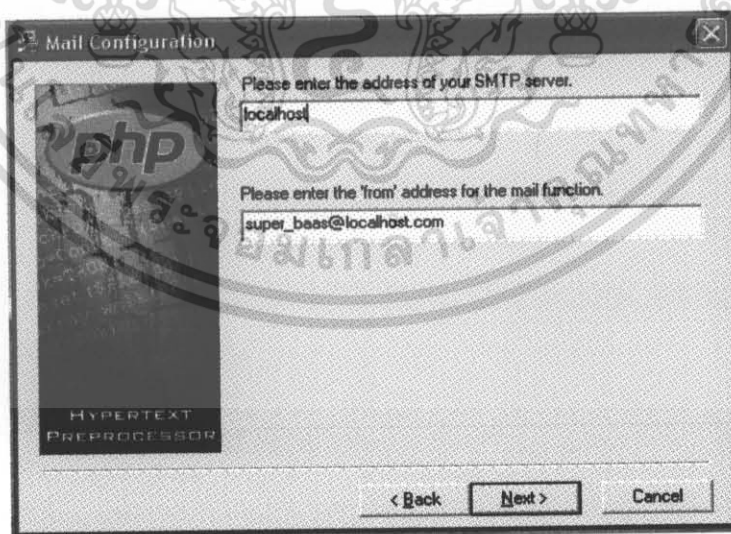 Mail Configuration
Please enter the address of your SMTP server.
localhost
Please enter the 'from' address for the mail function.
super_baas@localhost.com
php
HYPERTEXT
PREPROCESSOR
< Back
Next >
Cancel